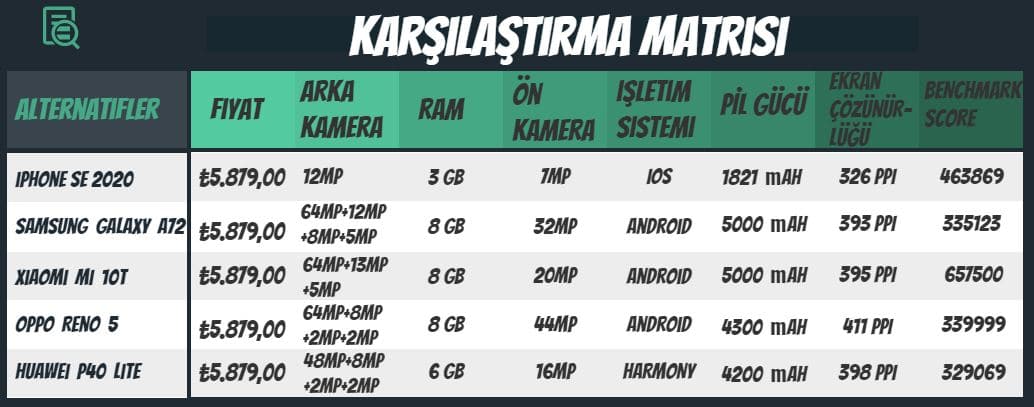 KARŞILAŞTIRMA MATRISI
ALTERNATIFLER FIYAT ARKA KAMERA RAM ÖN KAMERA IŞLETIM SISTEMI PİL GÜCÜ EKRAN ÇÖZÜNÜR-LÜĞÜ BENCHMARK SCORE
IPHONE SE 2020 ₺5.879,00 12MP 3 GB 7MP IOS 1821 mAH 326 PPI 463869
SAMSUNG GALAXY A72 ₺5.879,00 64MP+12MP+8MP+5MP 8 GB 32MP ANDROID 5000 mAH 393 PPI 335123
XIAOMI MI 10T ₺5.879,00 64MP+13MP+5MP 8 GB 20MP ANDROID 5000 mAH 395 PPI 657500
OPPO RENO 5 ₺5.879,00 64MP+8MP+2MP+2MP 8 GB 44MP ANDROID 4300 mAH 411 PPI 339999
HUAWEI P40 LITE ₺5.879,00 48MP+8MP+2MP+2MP 6 GB 16MP HARMONY 4200 mAH 398 PPI 329069